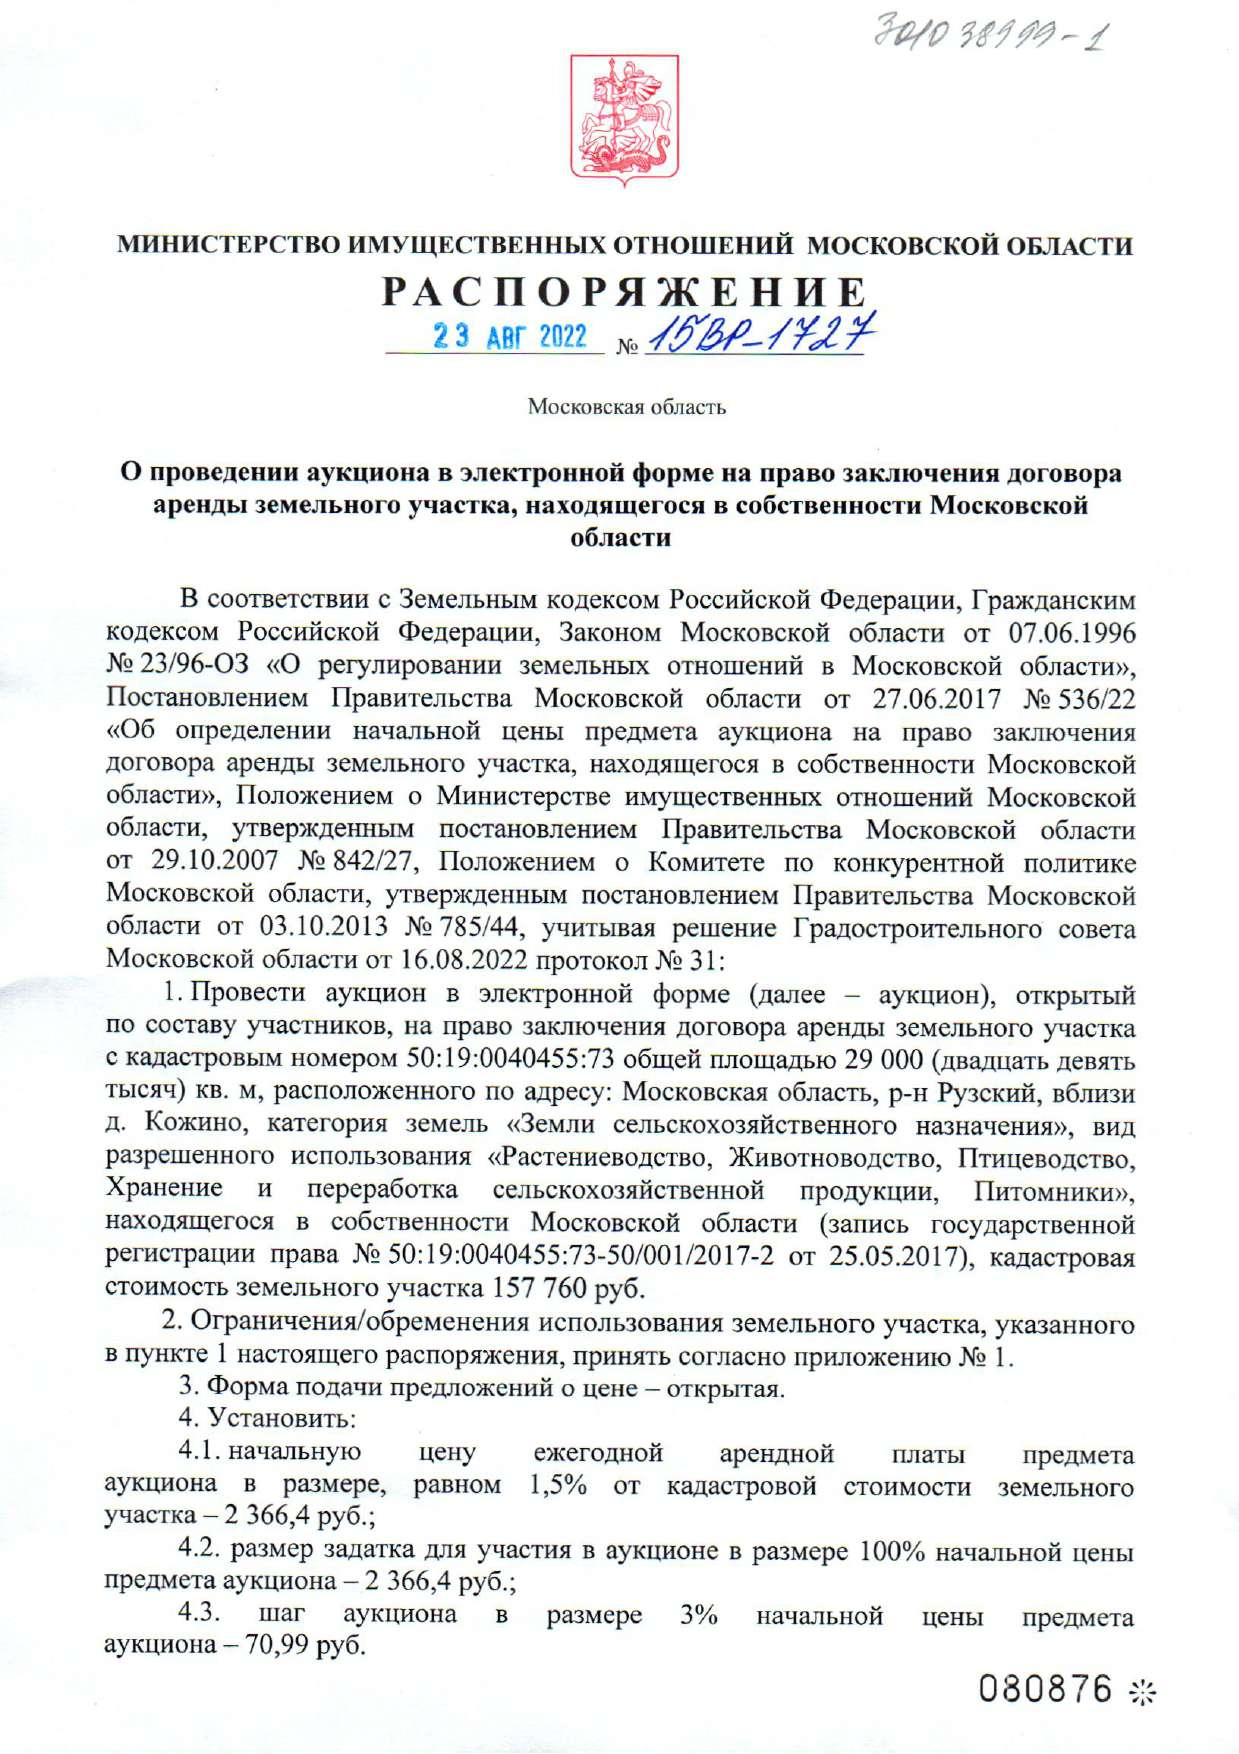 301038999-1
МИНИСТЕРСТВО ИМУЩЕСТВЕННЫХ ОТНОШЕНИЙ МОСКОВСКОЙ ОБЛАСТИ
РАСПОРЯЖЕНИЕ
23 АВГ 2022 № 15ВР-1727
Московская область
О проведении аукциона в электронной форме на право заключения договора
аренды земельного участка, находящегося в собственности Московской
области
В соответствии с Земельным кодексом Российской Федерации, Гражданским
кодексом Российской Федерации, Законом Московской области от 07.06.1996
№ 23/96-ОЗ «О регулировании земельных отношений в Московской области»,
Постановлением Правительства Московской области от 27.06.2017 № 536/22
«Об определении начальной цены предмета аукциона на право заключения
договора аренды земельного участка, находящегося в собственности Московской
области», Положением о Министерстве имущественных отношений Московской
области, утвержденным постановлением Правительства Московской области
от 29.10.2007 № 842/27, Положением о Комитете по конкурентной политике
Московской области, утвержденным постановлением Правительства Московской
области от 03.10.2013 № 785/44, учитывая решение Градостроительного совета
Московской области от 16.08.2022 протокол № 31:
1. Провести аукцион в электронной форме (далее – аукцион), открытый
по составу участников, на право заключения договора аренды земельного участка
с кадастровым номером 50:19:0040455:73 общей площадью 29 000 (двадцать девять
тысяч) кв. м, расположенного по адресу: Московская область, р-н Рузский, вблизи
д. Кожино, категория земель «Земли сельскохозяйственного назначения», вид
разрешенного использования «Растениеводство, Животноводство, Птицеводство,
Хранение и переработка сельскохозяйственной продукции, Питомники»,
находящегося в собственности Московской области (запись государственной
регистрации права № 50:19:0040455:73-50/001/2017-2 от 25.05.2017), кадастровая
стоимость земельного участка 157 760 руб.
2. Ограничения/обременения использования земельного участка, указанного
в пункте 1 настоящего распоряжения, принять согласно приложению № 1.
3. Форма подачи предложений о цене – открытая.
4. Установить:
4.1. начальную цену ежегодной арендной платы предмета
аукциона в размере, равном 1,5% от кадастровой стоимости земельного
участка – 2 366,4 руб.;
4.2. размер задатка для участия в аукционе в размере 100% начальной цены
предмета аукциона – 2 366,4 руб.;
4.3. шаг аукциона в размере 3% начальной цены предмета
аукциона – 70,99 руб.
080876